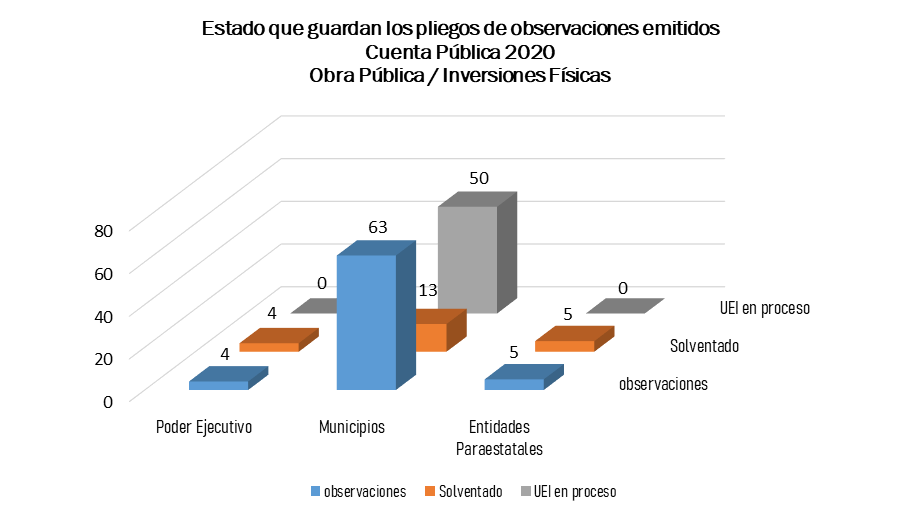 Estado que guardan los pliegos de observaciones emitidos
Cuenta Pública 2020
Obra Pública / Inversiones Físicas
50
80
63
60
0
13
0
UEI en proceso
40
4
5
Solventado
20
4
5
observaciones
0
Poder Ejecutivo
Municipios
Entidades
Paraestatales
observaciones
Solventado
UEI en proceso